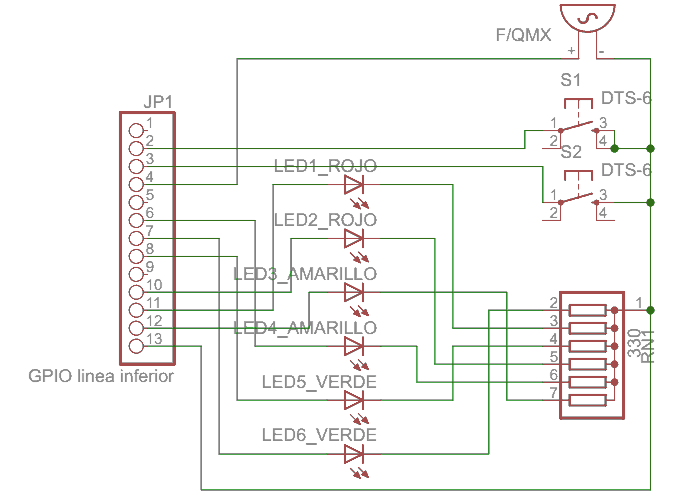 F/QMX
+ -
S1
DTS-6
1 3
2 4
S2
DTS-6
1 3
2 4
JP1
1
2
3
4
5
6
7
8
9
10
11
12
13
GPIO linea inferior
LED1_ROJO
LED2_ROJO
LED3_AMARILLO
LED4_AMARILLO
LED5_VERDE
LED6_VERDE
2 1
3
4
5
6
7
330
RN1